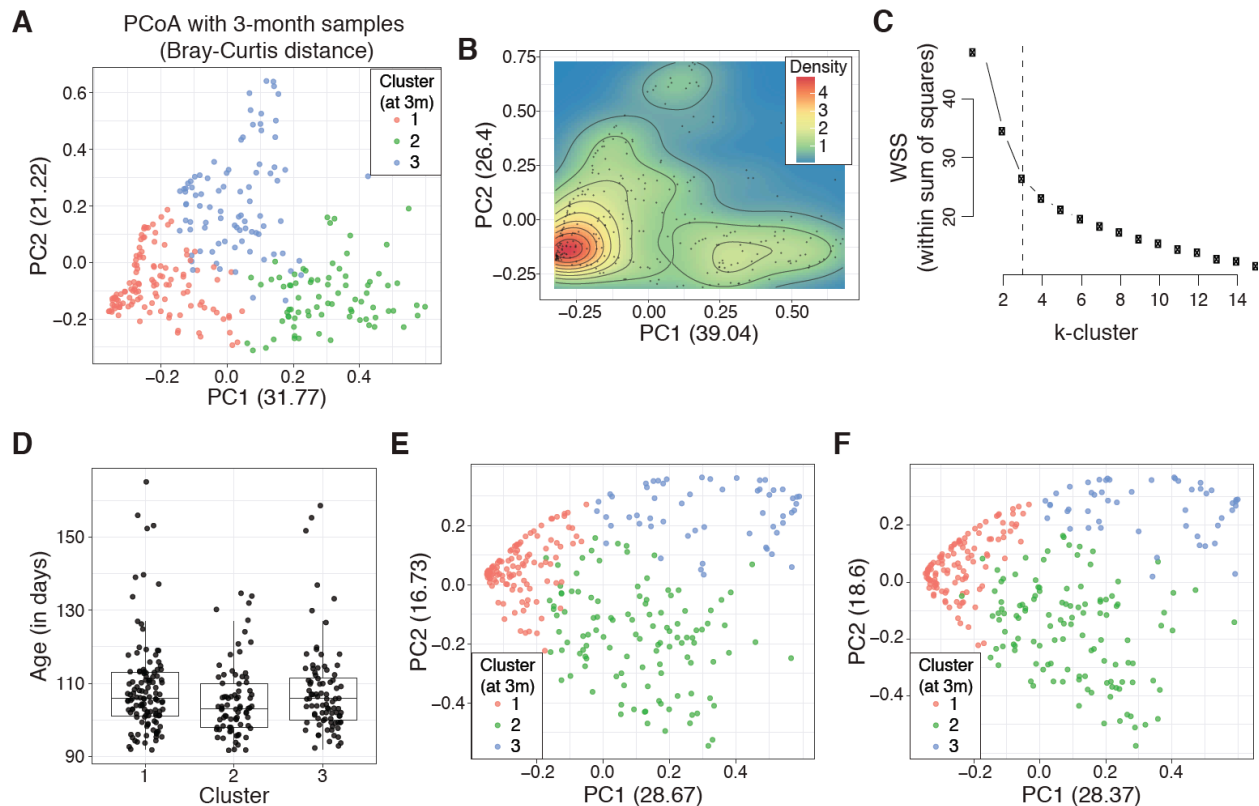 A
PCoA with 3-month samples
(Bray-Curtis distance)
PC2 (21.22)
0.6
0.4
0.2
0.0
−0.2
−0.2
0.0
0.2
0.4
PC1 (31.77)
Cluster
(at 3m)
1
2
3
B
PC2 (26.4)
0.75
0.50
0.25
0.00
−0.25
−0.25
0.00
0.25
0.50
PC1 (39.04)
Density
4
3
2
1
C
WSS
(within sum of squares)
40
30
20
2
4
6
8
10
12
14
k-cluster
D
Age (in days)
150
130
110
90
1
2
3
Cluster
E
PC2 (16.73)
0.2
0.0
−0.2
−0.4
Cluster
(at 3m)
1
2
3
−0.2
0.0
0.2
0.4
PC1 (28.67)
F
PC2 (18.6)
0.2
0.0
−0.2
−0.4
Cluster
(at 3m)
1
2
3
−0.2
0.0
0.2
0.4
PC1 (28.37)